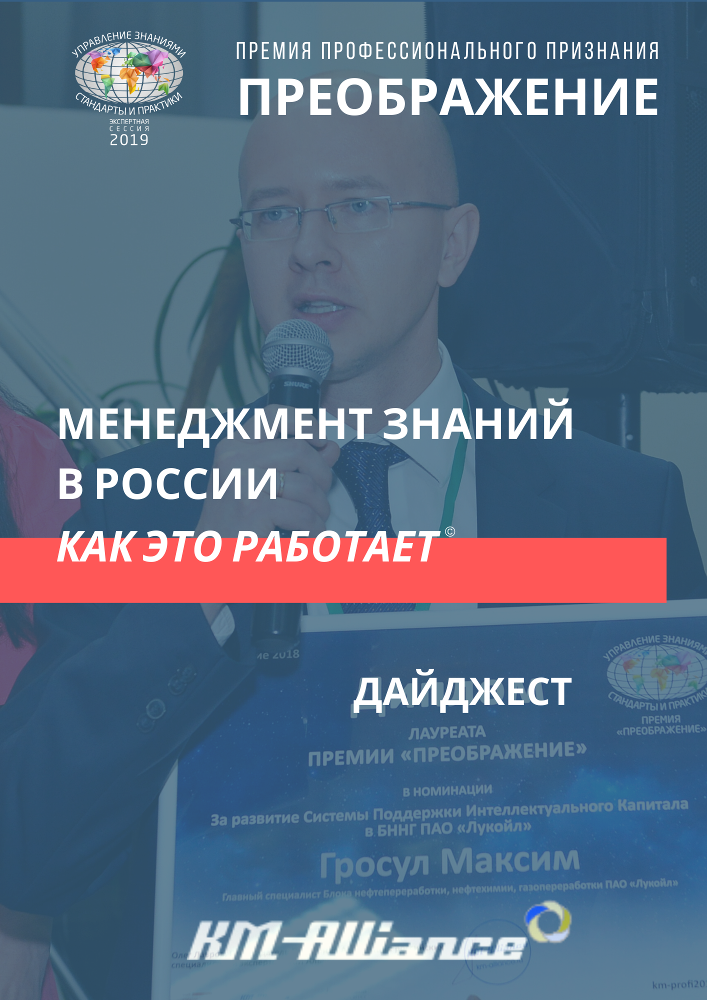 УПРАВЛЕНИЕ ЗНАНИЯМИ
СТАНДАРТЫ И ПРАКТИКИ
ЭКСПЕРТНАЯ
СЕССИЯ
2019
ПРЕМИЯ ПРОФЕССИОНАЛЬНОГО ПРИЗНАНИЯ
ПРЕОБРАЖЕНИЕ
SHURE
МЕНЕДЖМЕНТ ЗНАНИЙ
В РОССИИ
КАК ЭТО РАБОТАЕТ ©
2018
УПРАВЛЕНИЕ ЗНАНИЯМИ
СТАНДАРТЫ И ПРАКТИКИ
ПРЕМИЯ
«ПРЕОБРАЖЕНИЕ»
ДАЙДЖЕСТ
ЛАУРЕАТА
ПРЕМИИ «ПРЕОБРАЖЕНИЕ»
В НОМИНАЦИИ
За развитие Системы Поддержки Интеллектуального Капитала
в БННГ ПАО «Лукойл»
Гросул Максим
Главный специалист Блока нефтепереработки, нефтехимии, газопереработки ПАО «Лукойл»
KM-Alliance